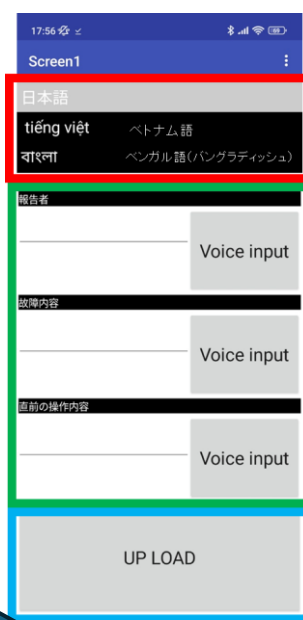 17:56
Screen1
日本語
tiếng việt ベトナム語
বাংলা ベンガル語(バングラディッシュ)
報告者
Voice input
故障内容
Voice input
直前の操作内容
Voice input
UP LOAD